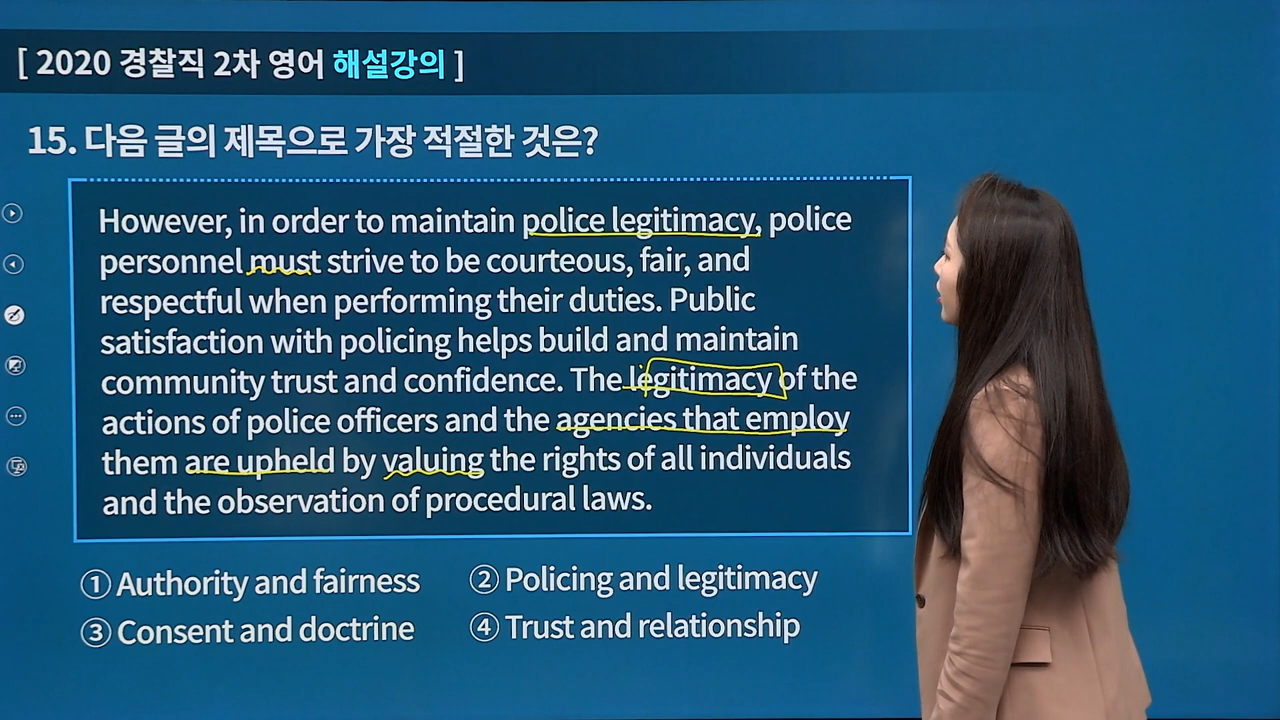 [ 2020 경찰직 2차 영어 해설강의 ]
15. 다음 글의 제목으로 가장 적절한 것은?
However, in order to maintain police legitimacy, police
personnel must strive to be courteous, fair, and
respectful when performing their duties. Public
satisfaction with policing helps build and maintain
community trust and confidence. The legitimacy of the
actions of police officers and the agencies that employ
them are upheld by valuing the rights of all individuals
and the observation of procedural laws.
① Authority and fairness ② Policing and legitimacy
③ Consent and doctrine ④ Trust and relationship